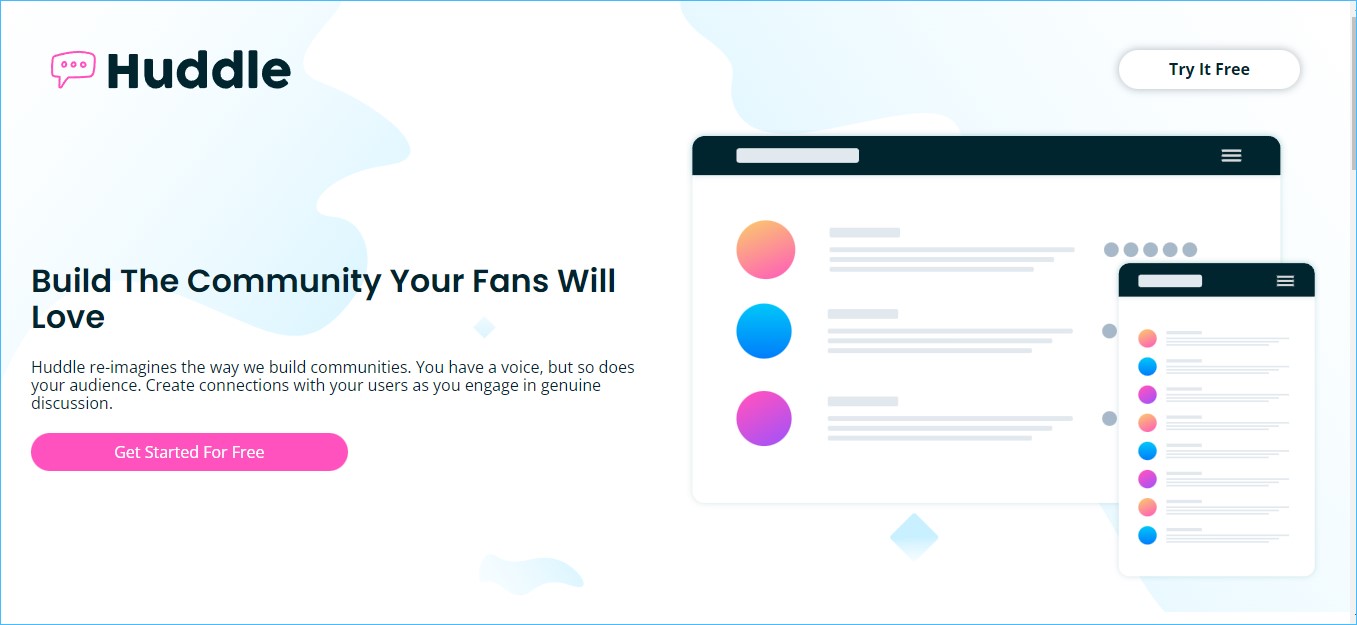 Huddle
Try It Free
Build The Community Your Fans Will
Love
Huddle re-imagines the way we build communities. You have a voice, but so does
your audience. Create connections with your users as you engage in genuine
discussion.
Get Started For Free